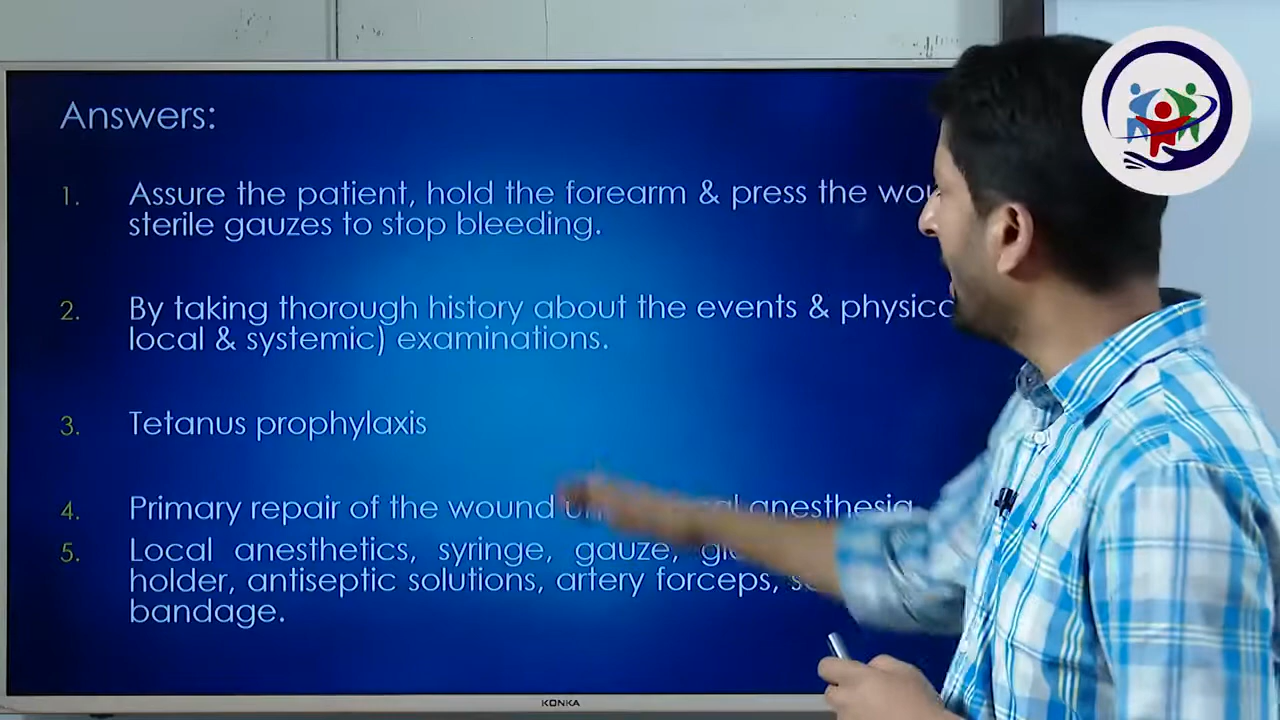 Answers:
1. Assure the patient, hold the forearm & press the
sterile gauzes to stop bleeding.
2. By taking thorough history about the events &
local & systemic) examinations.
3. Tetanus prophylaxis
4. Primary repair of the wound anesthesia
5. Local anesthetics, syringe, gauze,
holder, antiseptic solutions, artery forceps,
bandage.
KONKA